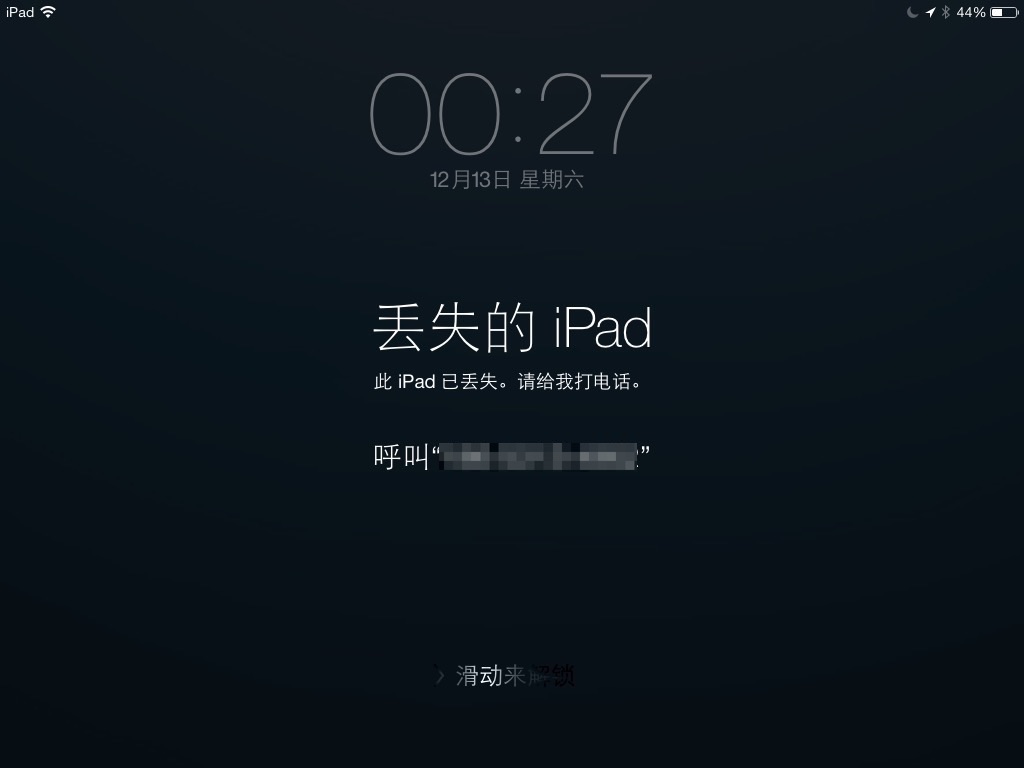 iPad 44%
00:27
12月13日 星期六
丢失的 iPad
此 iPad 已丢失。请给我打电话。
呼叫“”
滑动来解锁